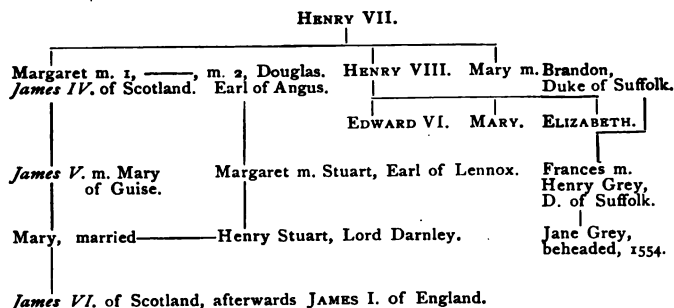 HENRY VII.
Margaret m. 1, ———, m. 2, Douglas. HENRY VIII. Mary m. Brandon,
James IV. of Scotland. Earl of Angus. Duke of Suffolk.
EDWARD VI. MARY. ELIZABETH.
James V. m. Mary Margaret m. Stuart, Earl of Lennox. Frances m.
of Guise. Henry Grey,
D. of Suffolk.
Mary, married———Henry Stuart, Lord Darnley. Jane Grey,
beheaded, 1554.
James VI. of Scotland, afterwards JAMES I. of England.